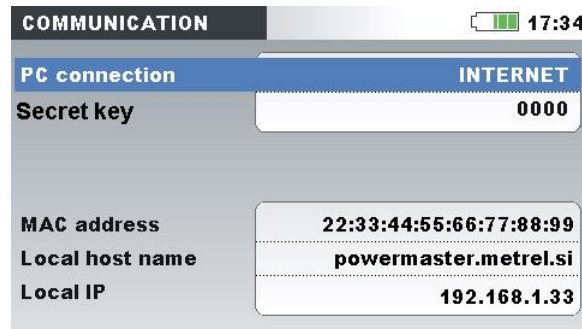 COMMUNICATION 17:34
PC connection INTERNET
Secret key 0000
MAC address 22:33:44:55:66:77:88:99
Local host name powermaster.metrel.si
Local IP 192.168.1.33